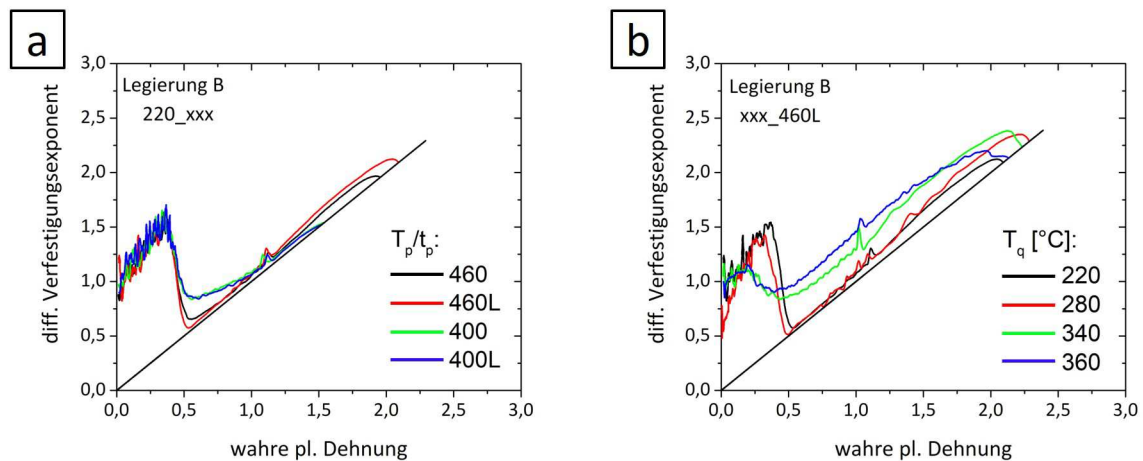 a
3,0
2,5
2,0
1,5
1,0
0,5
0,0
diff. Verfestigungsexponent
Legierung B
220_xxx
Tp/tp:
460
460L
400
400L
0,0 0,5 1,0 1,5 2,0 2,5 3,0
wahre pl. Dehnung
b
3,0
2,5
2,0
1,5
1,0
0,5
0,0
diff. Verfestigungsexponent
Legierung B
xxx_460L
Tq [°C]:
220
280
340
360
0,0 0,5 1,0 1,5 2,0 2,5 3,0
wahre pl. Dehnung